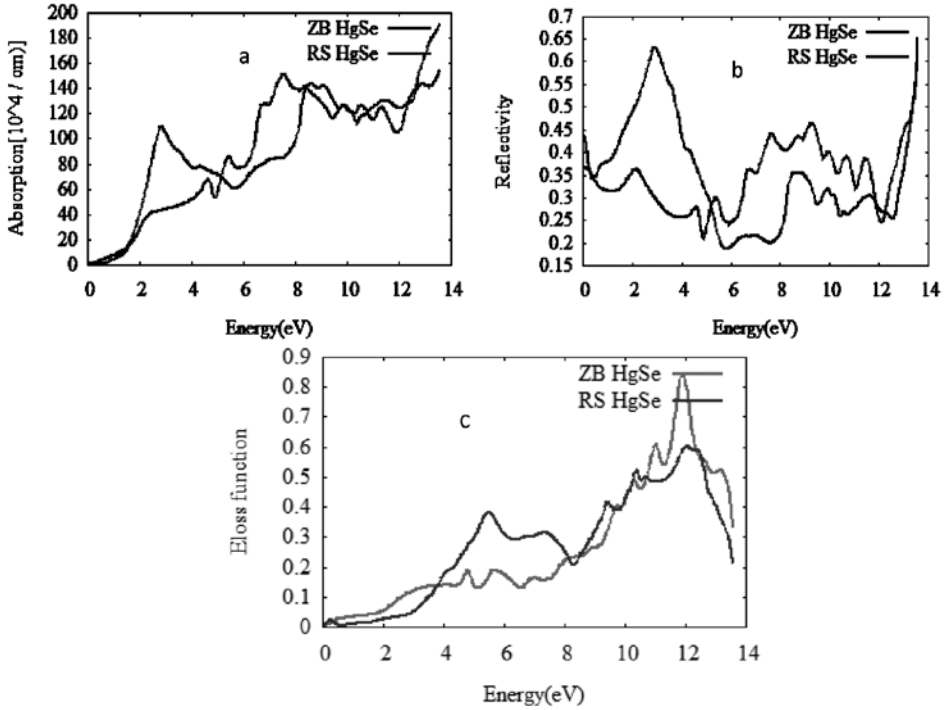 200
180
160
140
120
100
80
60
40
20
0
Absorption[10^4 / cm)]
ZB HgSe
RS HgSe
a
0 2 4 6 8 10 12 14
Energy(eV)
0.7
0.65
0.6
0.55
0.5
0.45
0.4
0.35
0.3
0.25
0.2
0.15
Reflectivity
ZB HgSe
RS HgSe
b
0 2 4 6 8 10 12 14
Energy(eV)
0.9
0.8
0.7
0.6
0.5
0.4
0.3
0.2
0.1
0
Eloss function
ZB HgSe
RS HgSe
c
0 2 4 6 8 10 12 14
Energy(eV)